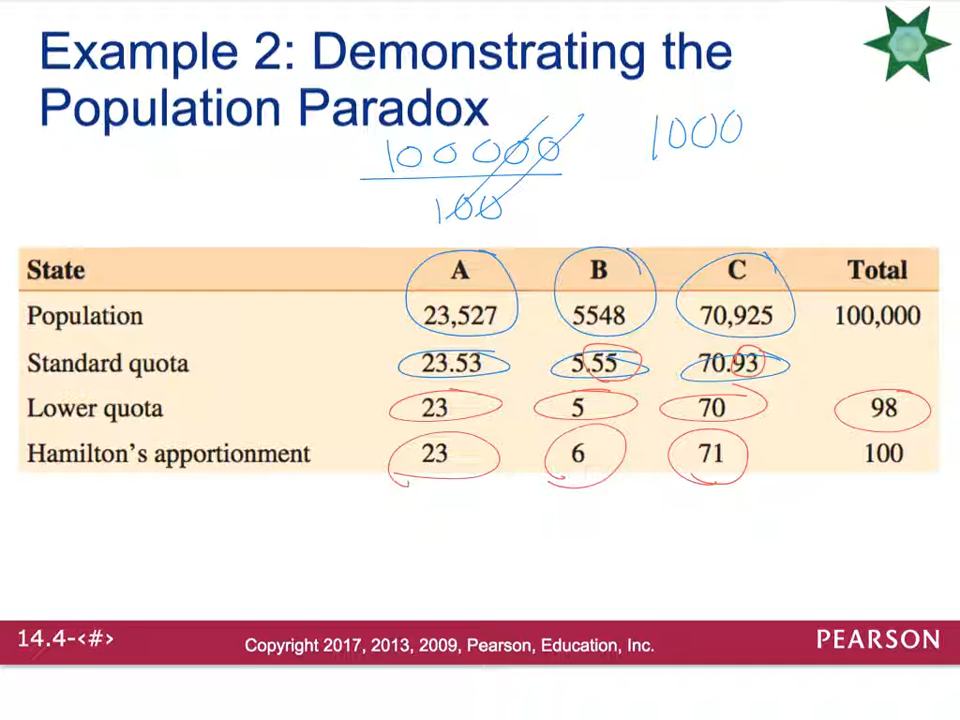 Example 2: Demonstrating the
Population Paradox
100000
100
1000
State A B C Total
Population 23,527 5548 70,925 100,000
Standard quota 23.53 5.55 70.93
Lower quota 23 5 70 98
Hamilton's apportionment 23 6 71 100
14.4-<#>
Copyright 2017, 2013, 2009, Pearson, Education, Inc.
PEARSON